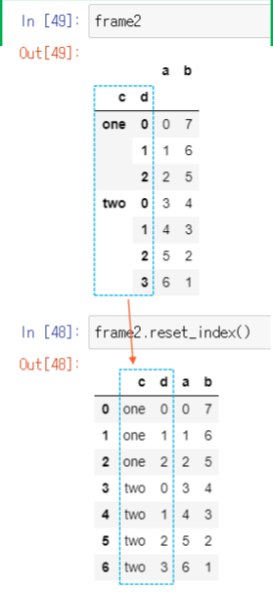 In [49]: frame2
Out[49]:
a b
c d
one 0 0 7
1 1 6
2 2 5
two 0 3 4
1 4 3
2 5 2
3 6 1
In [48]: frame2.reset_index()
Out[48]:
c d a b
0 one 0 0 7
1 one 1 1 6
2 one 2 2 5
3 two 0 3 4
4 two 1 4 3
5 two 2 5 2
6 two 3 6 1